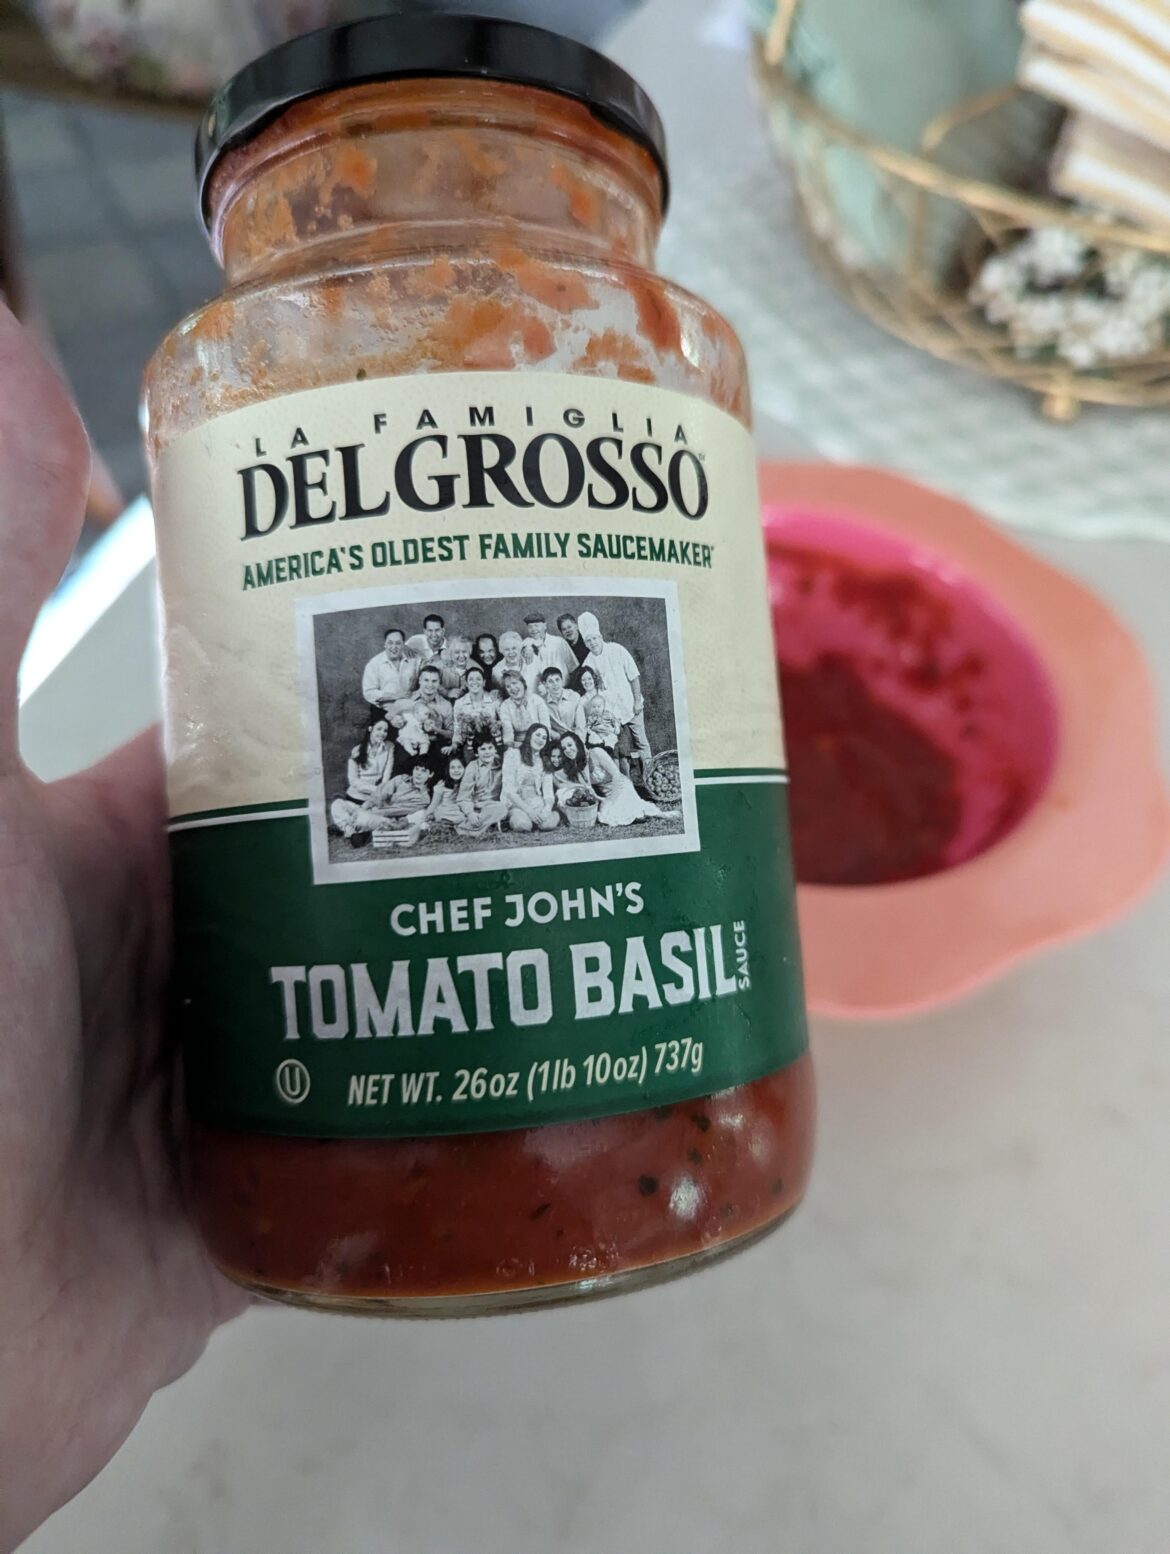 LA FAMIGLIA
DELGROSSO
AMERICA'S OLDEST FAMILY SAUCEMAKER
CHEF JOHN'S
TOMATO BASIL SAUCE
U
NET WT. 26oz (1lb 10oz) 737g